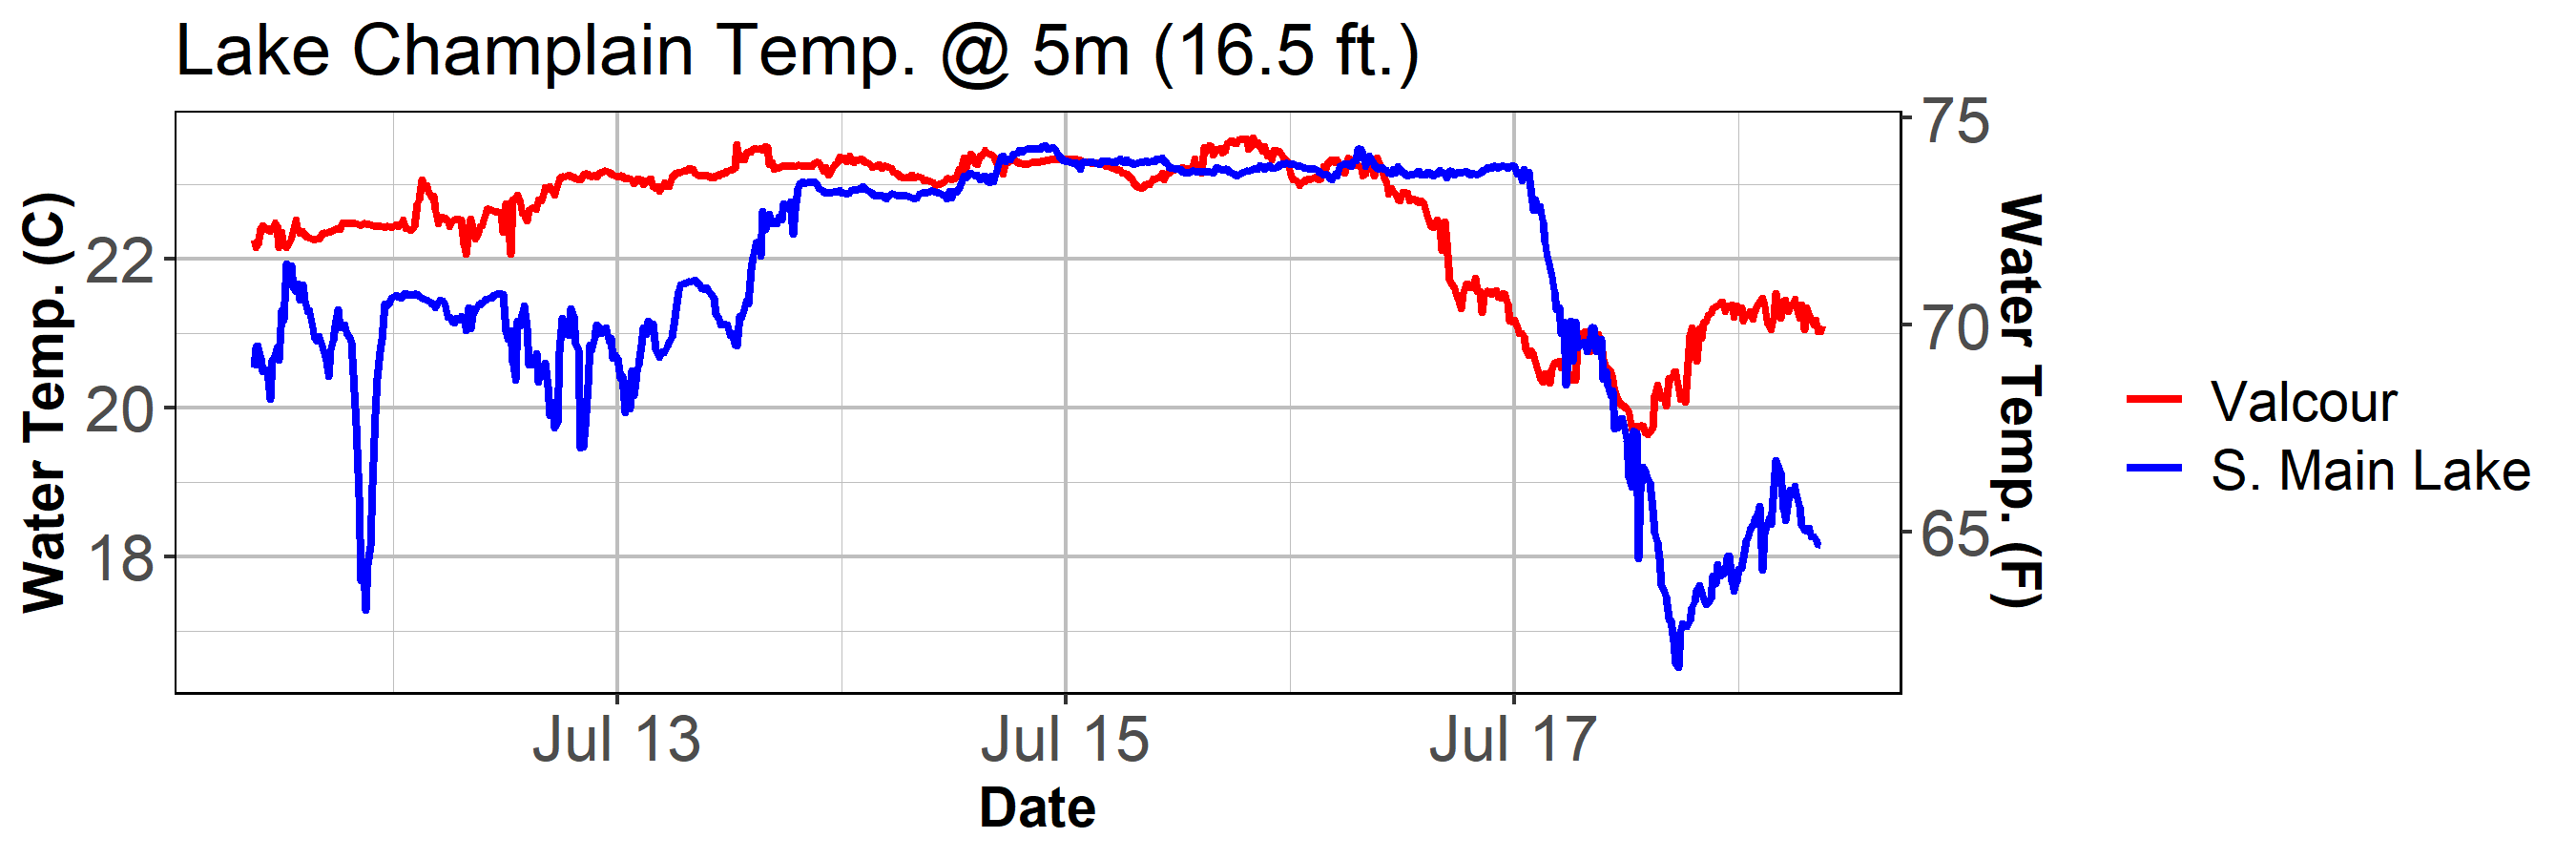 Lake Champlain Temp. @ 5m (16.5 ft.)
Water Temp. (C)
22
20
18
75
70
65
Water Temp. (F)
Jul 13
Jul 15
Jul 17
Date
Valcour
S. Main Lake